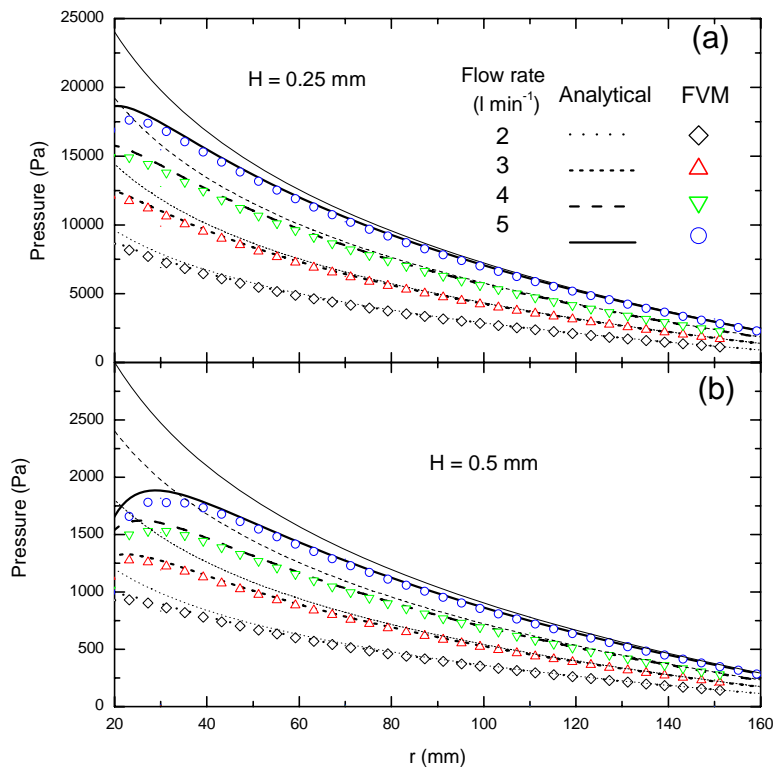 (a)
H = 0.25 mm
Flow rate
(l min⁻¹)
Analytical
FVM
2
3
4
5
25000
20000
15000
10000
5000
0
Pressure (Pa)
(b)
H = 0.5 mm
2500
2000
1500
1000
500
0
Pressure (Pa)
20
40
60
80
100
120
140
160
r (mm)